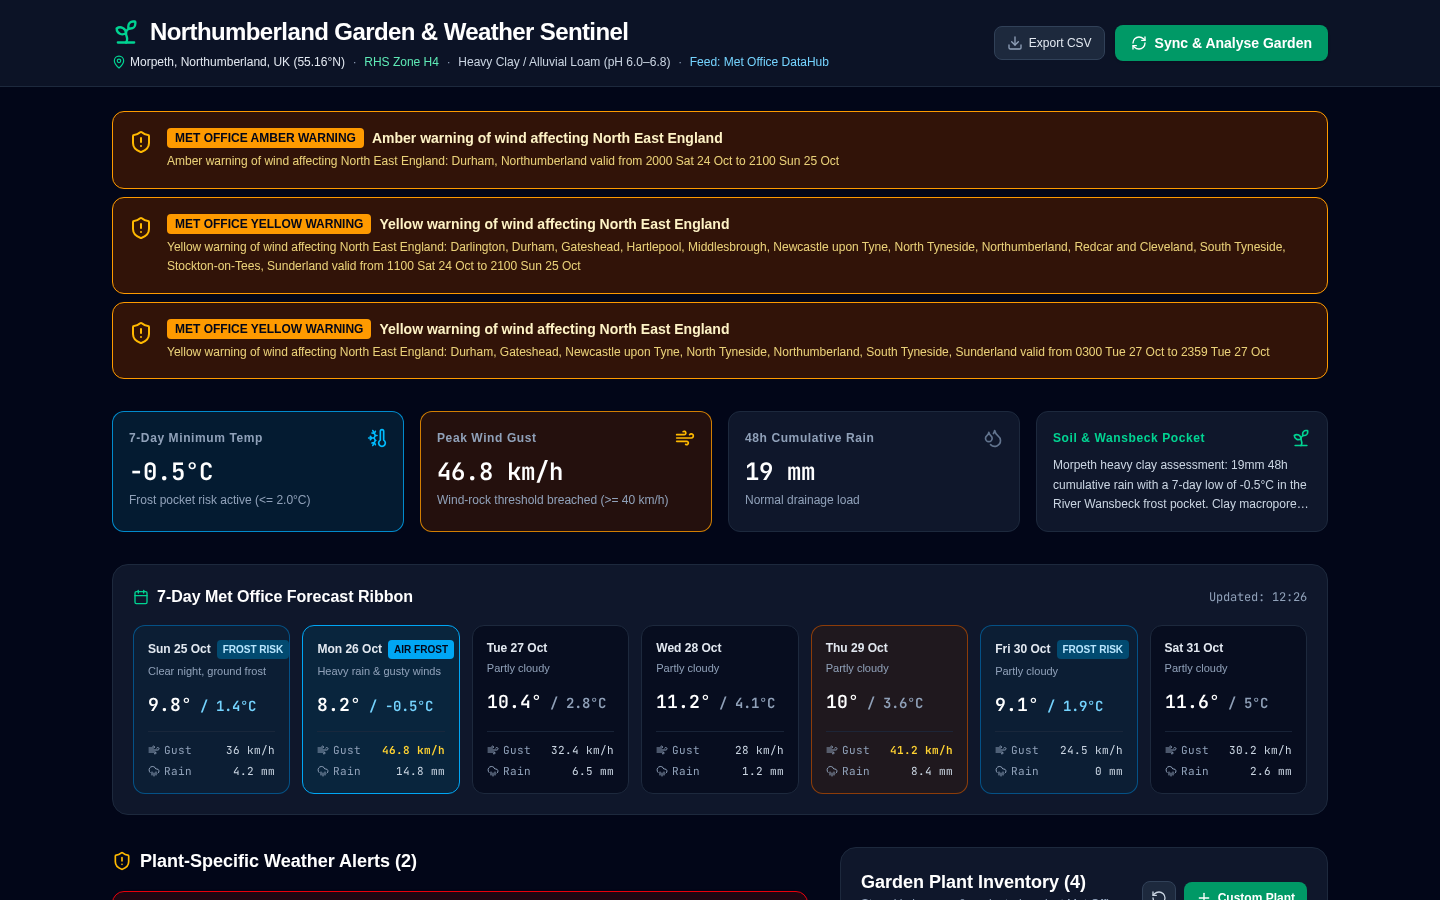 Northumberland Garden & Weather Sentinel
Morpeth, Northumberland, UK (55.16°N) · RHS Zone H4 · Heavy Clay / Alluvial Loam (pH 6.0–6.8) · Feed: Met Office DataHub
Export CSV
Sync & Analyse Garden
MET OFFICE AMBER WARNING Amber warning of wind affecting North East England
Amber warning of wind affecting North East England: Durham, Northumberland valid from 2000 Sat 24 Oct to 2100 Sun 25 Oct
MET OFFICE YELLOW WARNING Yellow warning of wind affecting North East England
Yellow warning of wind affecting North East England: Darlington, Durham, Gateshead, Hartlepool, Middlesbrough, Newcastle upon Tyne, North Tyneside, Northumberland, Redcar and Cleveland, South Tyneside,
Stockton-on-Tees, Sunderland valid from 1100 Sat 24 Oct to 2100 Sun 25 Oct
MET OFFICE YELLOW WARNING Yellow warning of wind affecting North East England
Yellow warning of wind affecting North East England: Durham, Gateshead, Newcastle upon Tyne, North Tyneside, Northumberland, South Tyneside, Sunderland valid from 0300 Tue 27 Oct to 2359 Tue 27 Oct
7-Day Minimum Temp
-0.5°C
Frost pocket risk active (<= 2.0°C)
Peak Wind Gust
46.8 km/h
Wind-rock threshold breached (>= 40 km/h)
48h Cumulative Rain
19 mm
Normal drainage load
Soil & Wansbeck Pocket
Morpeth heavy clay assessment: 19mm 48h
cumulative rain with a 7-day low of -0.5°C in the
River Wansbeck frost pocket. Clay macropore…
7-Day Met Office Forecast Ribbon
Updated: 12:26
Sun 25 Oct FROST RISK
Clear night, ground frost
9.8° / 1.4°C
Gust 36 km/h
Rain 4.2 mm
Mon 26 Oct AIR FROST
Heavy rain & gusty winds
8.2° / -0.5°C
Gust 46.8 km/h
Rain 14.8 mm
Tue 27 Oct
Partly cloudy
10.4° / 2.8°C
Gust 32.4 km/h
Rain 6.5 mm
Wed 28 Oct
Partly cloudy
11.2° / 4.1°C
Gust 28 km/h
Rain 1.2 mm
Thu 29 Oct
Partly cloudy
10° / 3.6°C
Gust 41.2 km/h
Rain 8.4 mm
Fri 30 Oct FROST RISK
Partly cloudy
9.1° / 1.9°C
Gust 24.5 km/h
Rain 0 mm
Sat 31 Oct
Partly cloudy
11.6° / 5°C
Gust 30.2 km/h
Rain 2.6 mm
Plant-Specific Weather Alerts (2)
Garden Plant Inventory (4)
Custom Plant